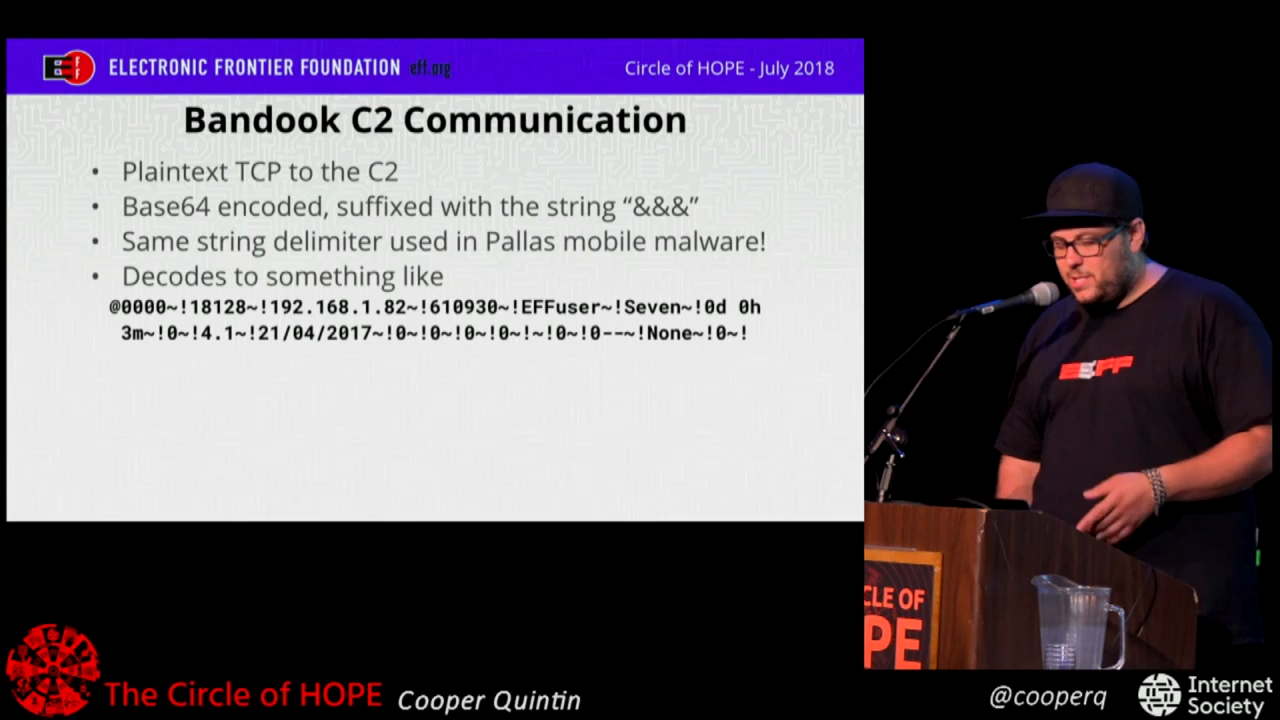 ELECTRONIC FRONTIER FOUNDATION eff.org
Circle of HOPE - July 2018
Bandook C2 Communication
• Plaintext TCP to the C2
• Base64 encoded, suffixed with the string “&&&”
• Same string delimiter used in Pallas mobile malware!
• Decodes to something like
@0000~!18128~!192.168.1.82~!610930~!EFFuser~!Seven~!0d 0h
3m~!0~!4.1~!21/04/2017~!0~!0~!0~!0~!~!0~!0--~!None~!0~!
EFF
CLE OF
PE
The Circle of HOPE
Cooper Quintin
@cooperq
Internet
Society